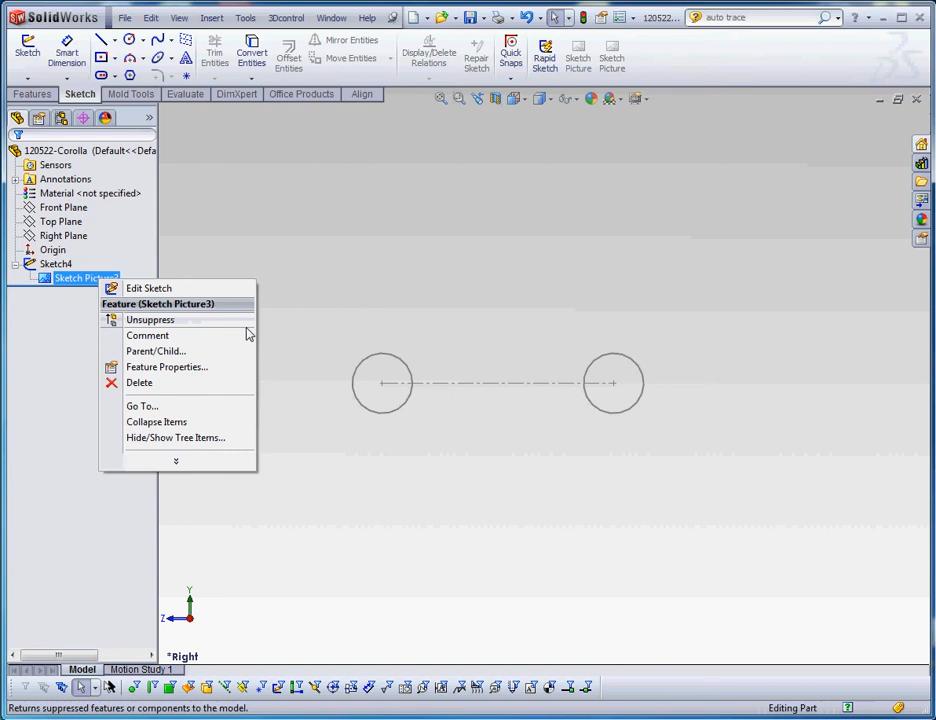 SolidWorks File Edit View Insert Tools 3Dcontrol Window Help 120522... auto trace
Sketch Smart Dimension Trim Entities Convert Entities Offset Entities Mirror Entities Move Entities Display/Delete Relations Repair Sketch Quick Snaps Rapid Sketch Sketch Picture Sketch Picture
Features Sketch Mold Tools Evaluate DimXpert Office Products Align
120522-Corolla (Default<<Defa
Sensors
Annotations
Material <not specified>
Front Plane
Top Plane
Right Plane
Origin
Sketch4
Sketch Picture3
Edit Sketch
Feature (Sketch Picture3)
Unsuppress
Comment
Parent/Child...
Feature Properties...
Delete
Go To...
Collapse Items
Hide/Show Tree Items...
Y
Z
*Right
Model Motion Study 1
Returns suppressed features or components to the model. Editing Part